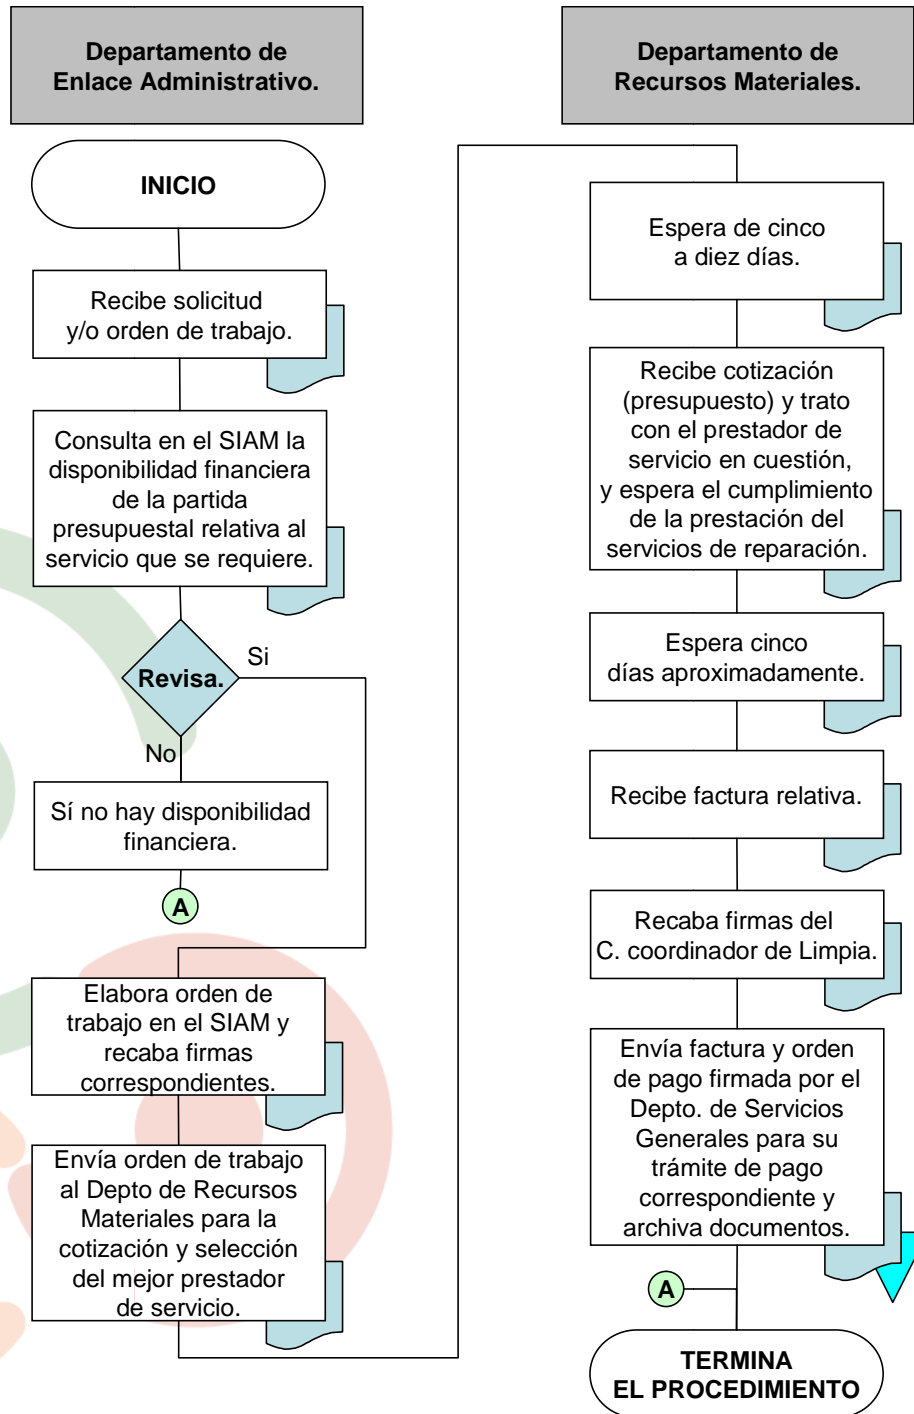 Departamento de
Enlace Administrativo.
INICIO
Recibe solicitud
y/o orden de trabajo.
Consulta en el SIAM la
disponibilidad financiera
de la partida
presupuestal relativa al
servicio que se requiere.
Revisa.
Si
No
Sí no hay disponibilidad
financiera.
A
Elabora orden de
trabajo en el SIAM y
recaba firmas
correspondientes.
Envía orden de trabajo
al Depto de Recursos
Materiales para la
cotización y selección
del mejor prestador
de servicio.
Departamento de
Recursos Materiales.
Espera de cinco
a diez días.
Recibe cotización
(presupuesto) y trato
con el prestador de
servicio en cuestión,
y espera el cumplimiento
de la prestación del
servicios de reparación.
Espera cinco
días aproximadamente.
Recibe factura relativa.
Recaba firmas del
C. coordinador de Limpia.
Envía factura y orden
de pago firmada por el
Depto. de Servicios
Generales para su
trámite de pago
correspondiente y
archiva documentos.
A
TERMINA
EL PROCEDIMIENTO